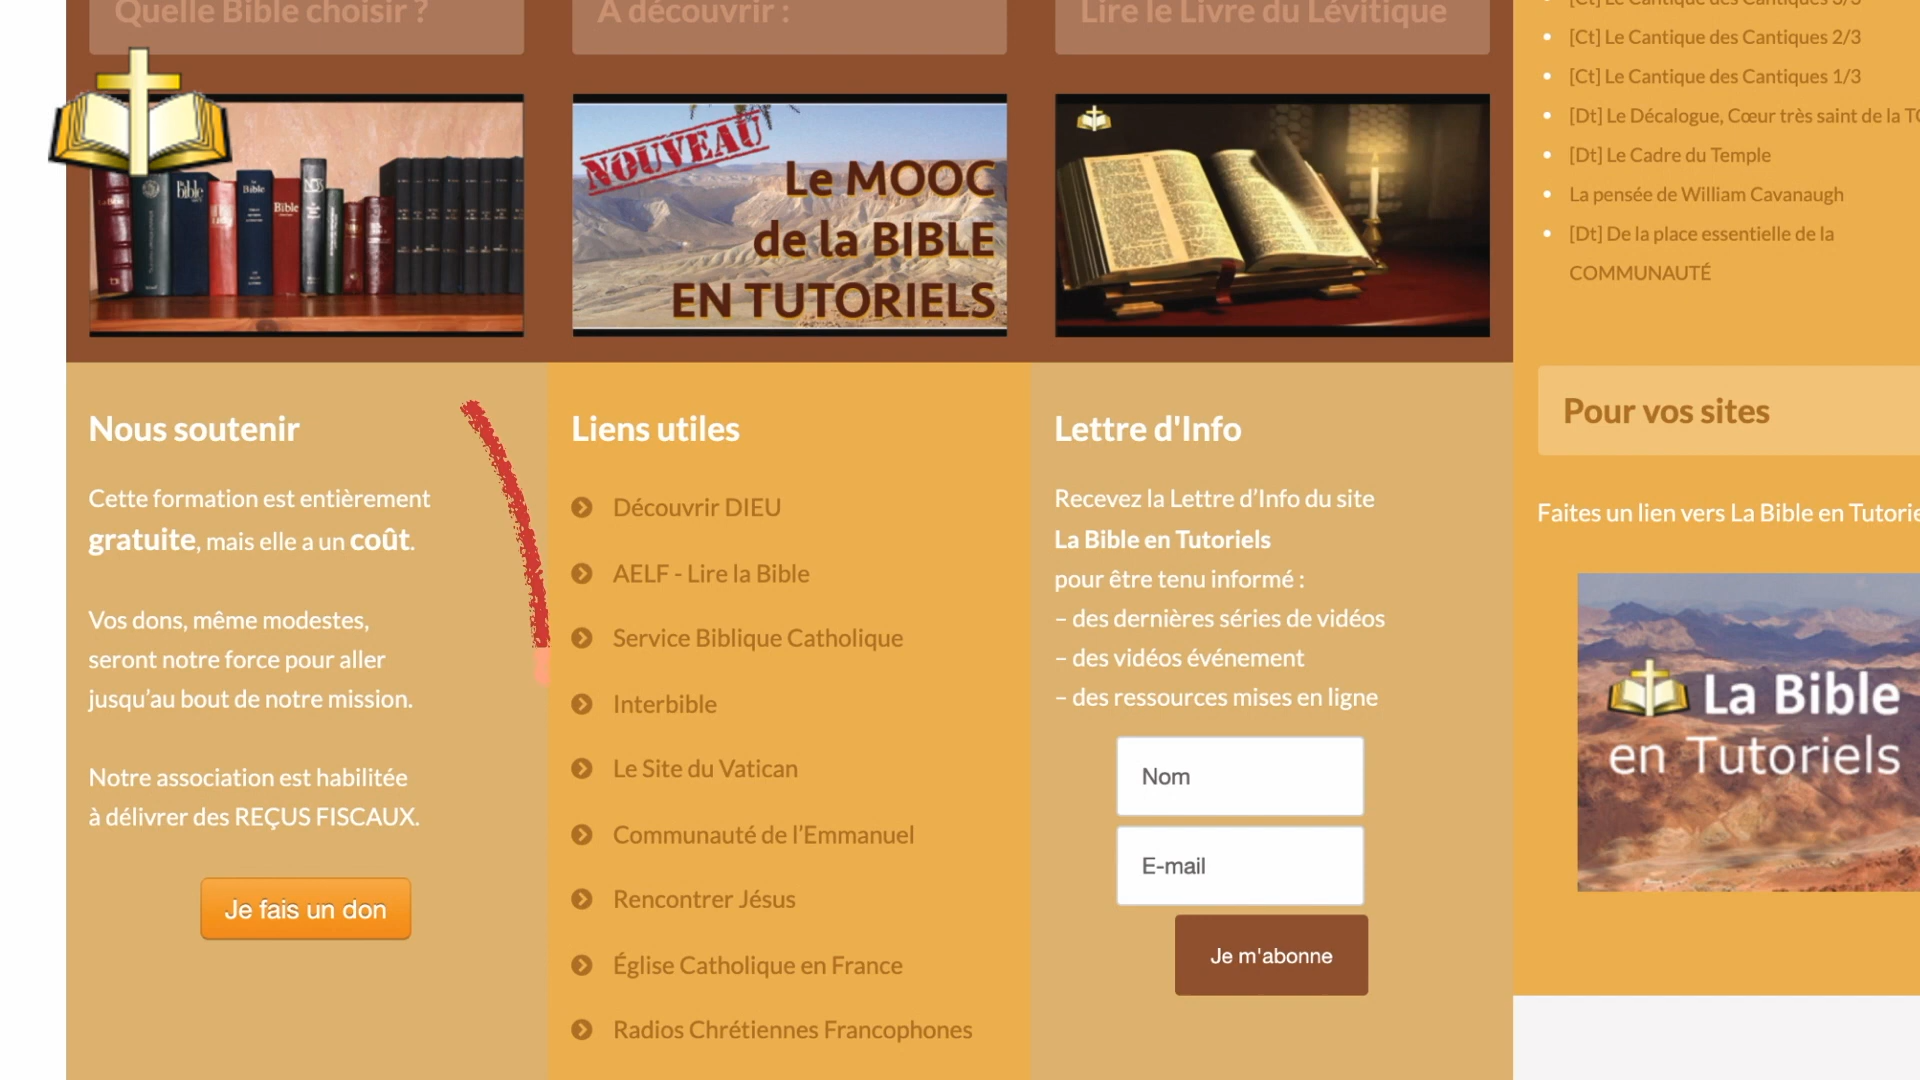 Quelle Bible choisir ?
À découvrir :
Lire le Livre du Lévitique
Bible
Bible
Bible
NOUVEAU
Le MOOC
de la BIBLE
EN TUTORIELS
[Ct] Le Cantique des Cantiques 3/3
[Ct] Le Cantique des Cantiques 2/3
[Ct] Le Cantique des Cantiques 1/3
[Dt] Le Décalogue, Cœur très saint de la
[Dt] Le Cadre du Temple
La pensée de William Cavanaugh
[Dt] De la place essentielle de la
COMMUNAUTÉ
Nous soutenir
Cette formation est entièrement
gratuite, mais elle a un coût.
Vos dons, même modestes,
seront notre force pour aller
jusqu’au bout de notre mission.
Notre association est habilitée
à délivrer des REÇUS FISCAUX.
Je fais un don
Liens utiles
Découvrir DIEU
AELF - Lire la Bible
Service Biblique Catholique
Interbible
Le Site du Vatican
Communauté de l’Emmanuel
Rencontrer Jésus
Église Catholique en France
Radios Chrétiennes Francophones
Lettre d'Info
Recevez la Lettre d’Info du site
La Bible en Tutoriels
pour être tenu informé :
– des dernières séries de vidéos
– des vidéos événement
– des ressources mises en ligne
Nom
E-mail
Je m'abonne
Pour vos sites
Faites un lien vers La Bible en Tutorie
La Bible
en Tutoriels